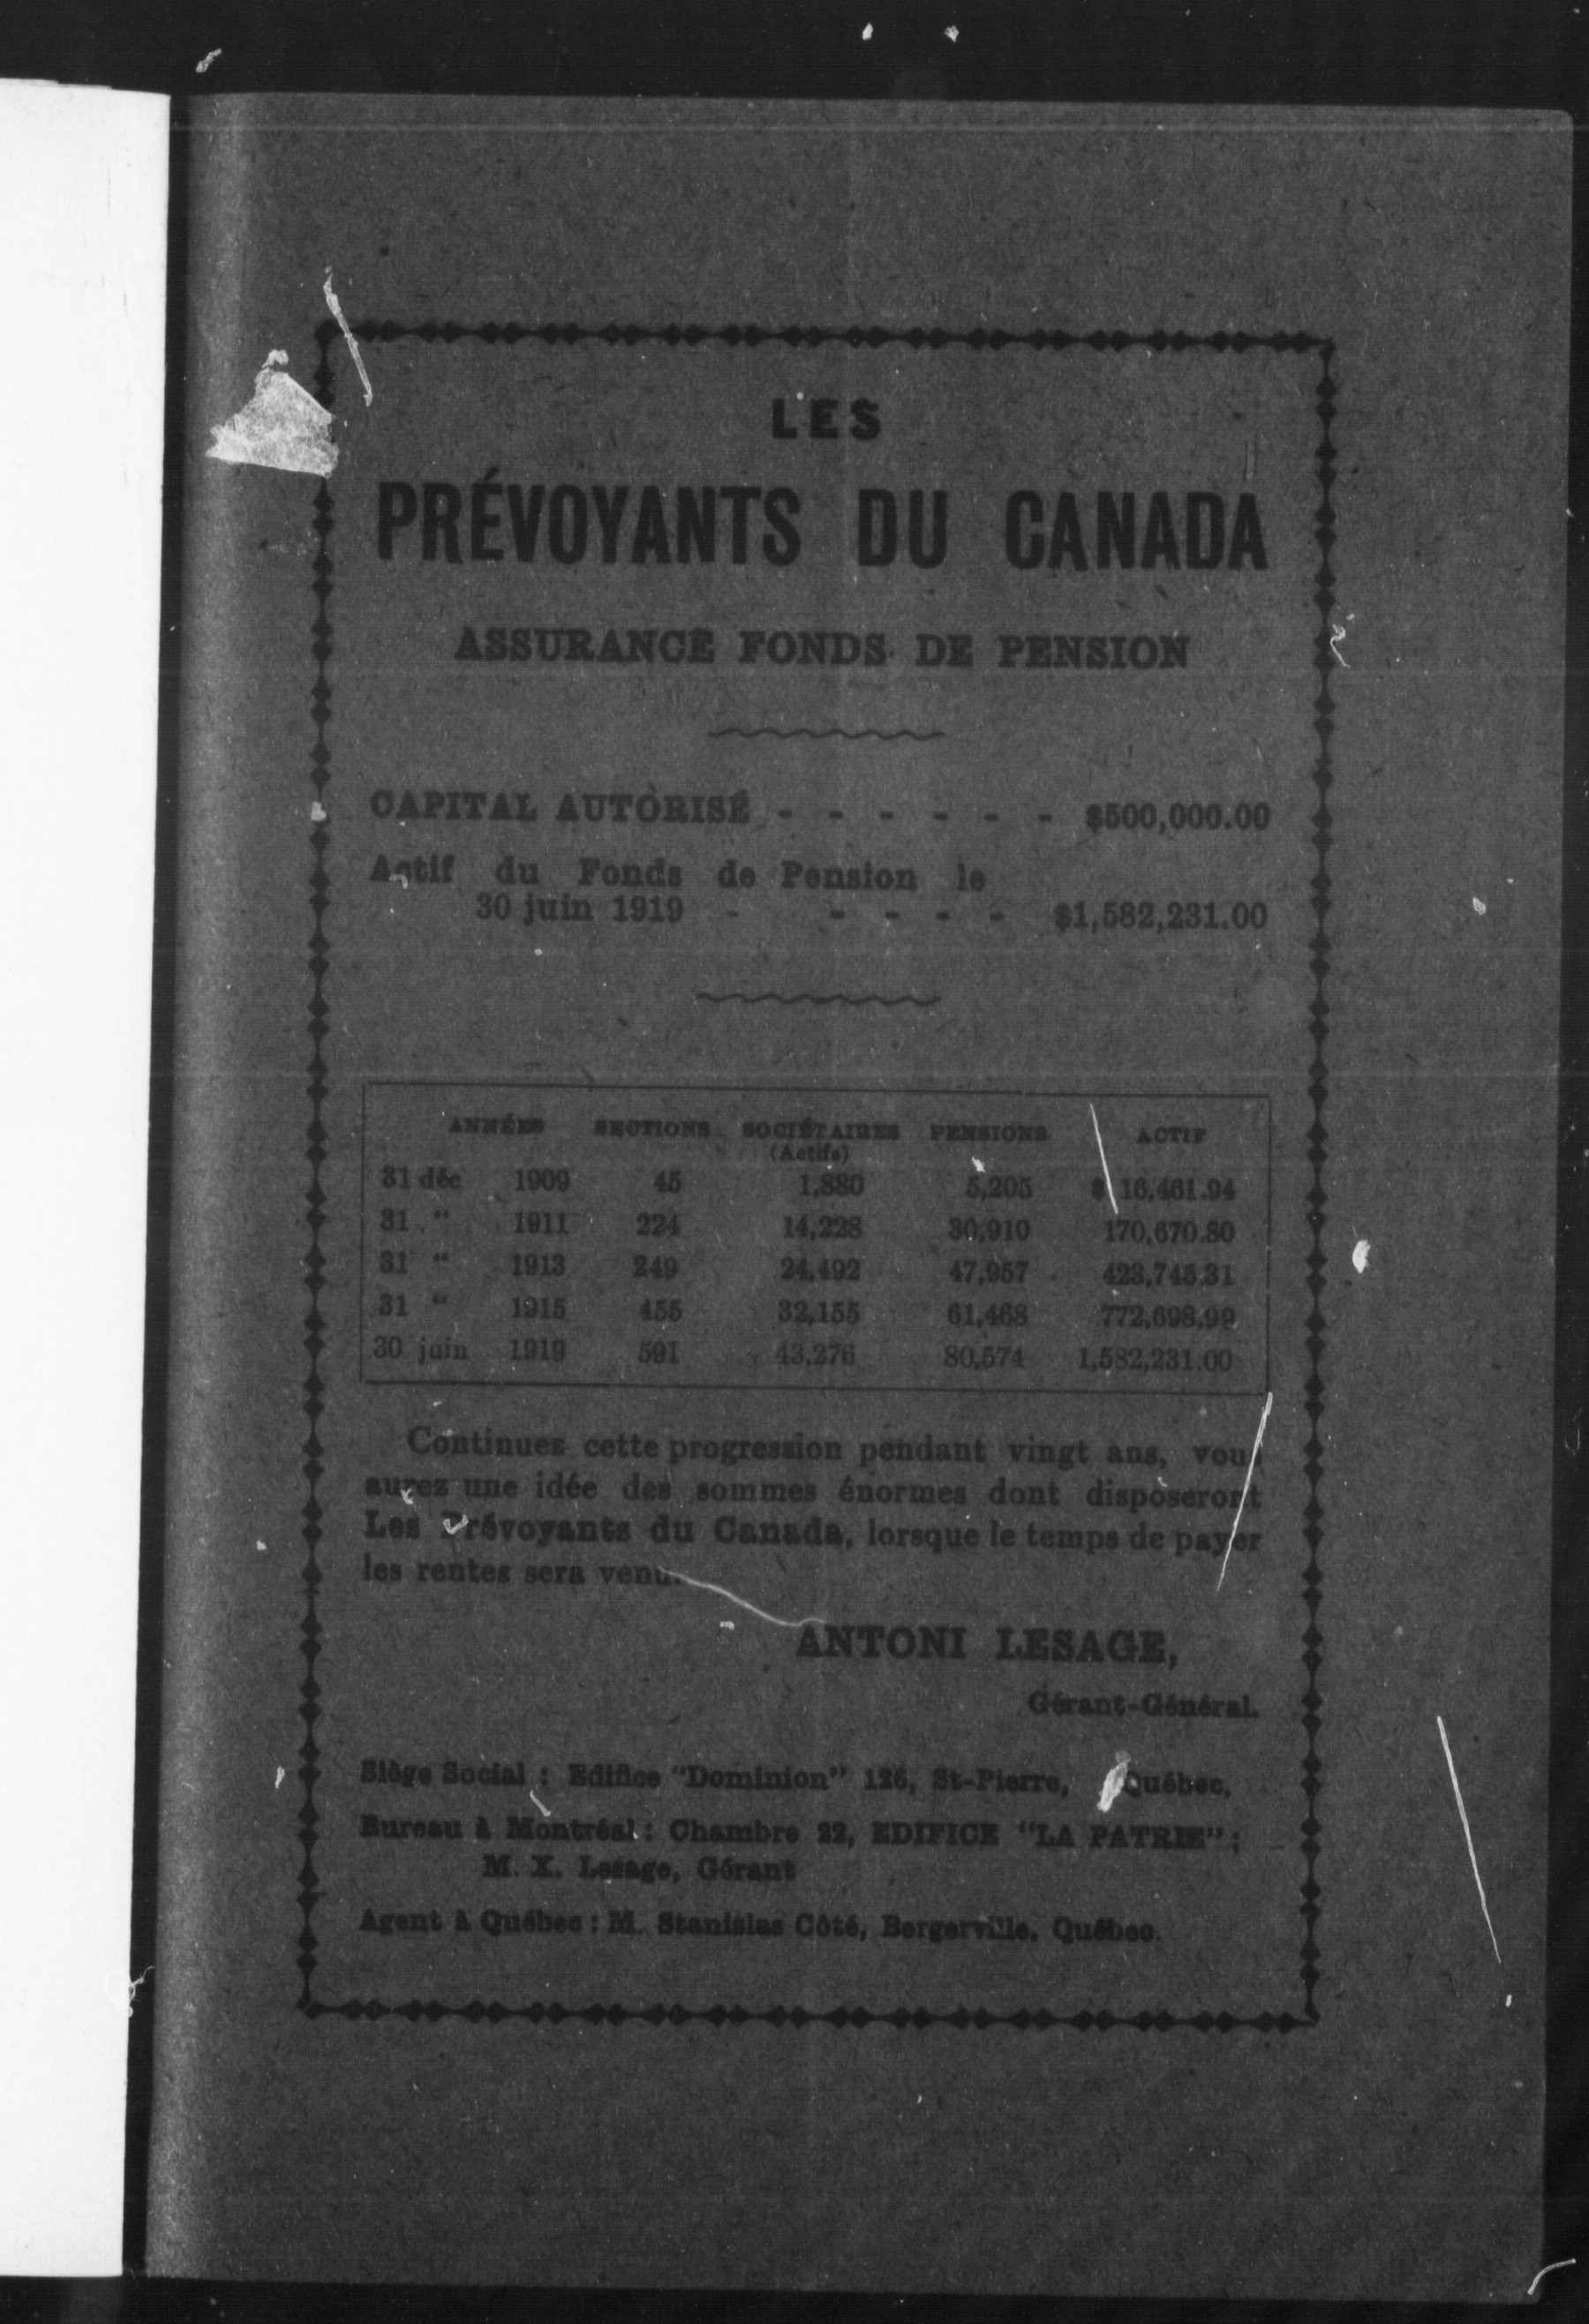 LES
PRÉVOYANTS DU CANADA
ASSURANCE FONDS DE PENSION
CAPITAL AUTORISÉ - - - - - - $500,000.00
Actif du Fonds de Pension le
30 juin 1919 - - - - - $1,582,231.00
ANNÉES SECTIONS SOCIÉTAIRES PENSIONS ACTIF
(Actifs)
31 déc 1909 45 1,880 5,205 $ 16,461.94
31 " 1911 224 14,228 30,910 170,670.80
31 " 1913 249 24,492 47,957 423,745.31
31 " 1915 455 32,155 61,468 772,698.99
30 juin 1919 591 43,276 80,574 1,582,231.00
Continuez cette progression pendant vingt ans, vous
aurez une idée des sommes énormes dont disposeront
Les Prévoyants du Canada, lorsque le temps de payer
les rentes sera venu.
ANTONI LESAGE,
Gérant-Général.
Siège Social : Edifice "Dominion" 126, St-Pierre, Québec,
Bureau à Montréal : Chambre 22, EDIFICE "LA PATRIE" ;
M. X. Lesage, Gérant
Agent à Québec : M. Stanislas Côté, Bergerville, Québec.